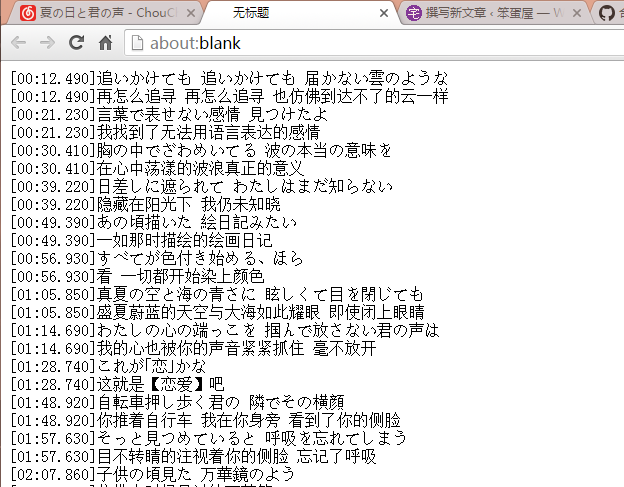 夏の日と君の声 - ChouCl
无标题
撰写新文章 ‹ 笨蛋屋 — W
about:blank
[00:12.490]追いかけても 追いかけても 届かない雲のような
[00:12.490]再怎么追寻 再怎么追寻 也仿佛到达不了的云一样
[00:21.230]言葉で表せない感情 見つけたよ
[00:21.230]我找到了无法用语言表达的感情
[00:30.410]胸の中でざわめいてる 波の本当の意味を
[00:30.410]在心中荡漾的波浪真正的意义
[00:39.220]日差しに遮られて わたしはまだ知らない
[00:39.220]隐藏在阳光下 我仍未知晓
[00:49.390]あの頃描いた 絵日記みたい
[00:49.390]一如那时描绘的绘画日记
[00:56.930]すべてが色付き始める、ほら
[00:56.930]看 一切都开始染上颜色
[01:05.850]真夏の空と海の青さに 眩しくて目を閉じても
[01:05.850]盛夏蔚蓝的天空与大海如此耀眼 即使闭上眼睛
[01:14.690]わたしの心の端っこを 掴んで放さない君の声は
[01:14.690]我的心也被你的声音紧紧抓住 毫不放开
[01:28.740]これが｢恋｣かな
[01:28.740]这就是【恋爱】吧
[01:48.920]自転車押し歩く君の 隣でその横顔
[01:48.920]你推着自行车 我在你身旁 看到了你的侧脸
[01:57.630]そっと見つめていると 呼吸を忘れてしまう
[01:57.630]目不转睛的注视着你的侧脸 忘记了呼吸
[02:07.860]子供の頃見た 万華鏡のよう